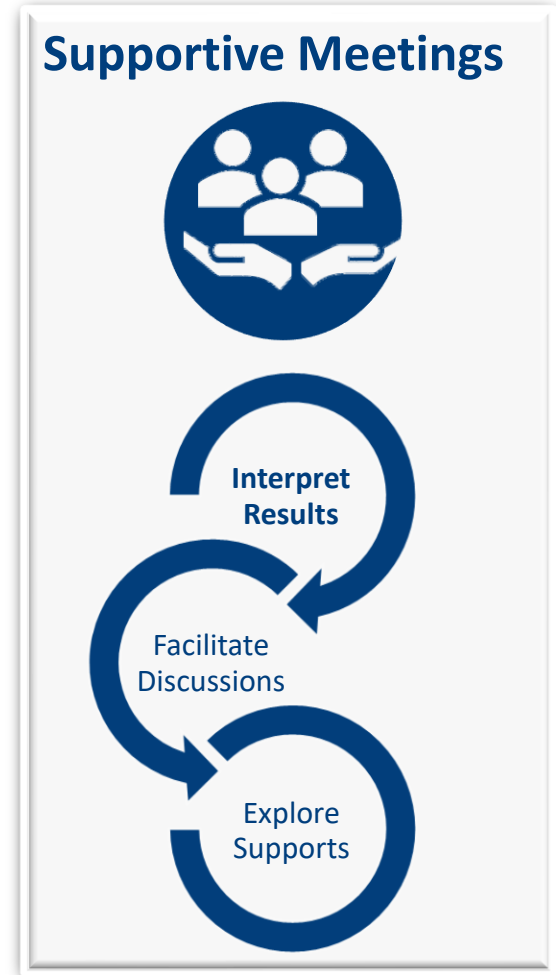 Supportive Meetings
Interpret
Results
Facilitate
Discussions
Explore
Supports